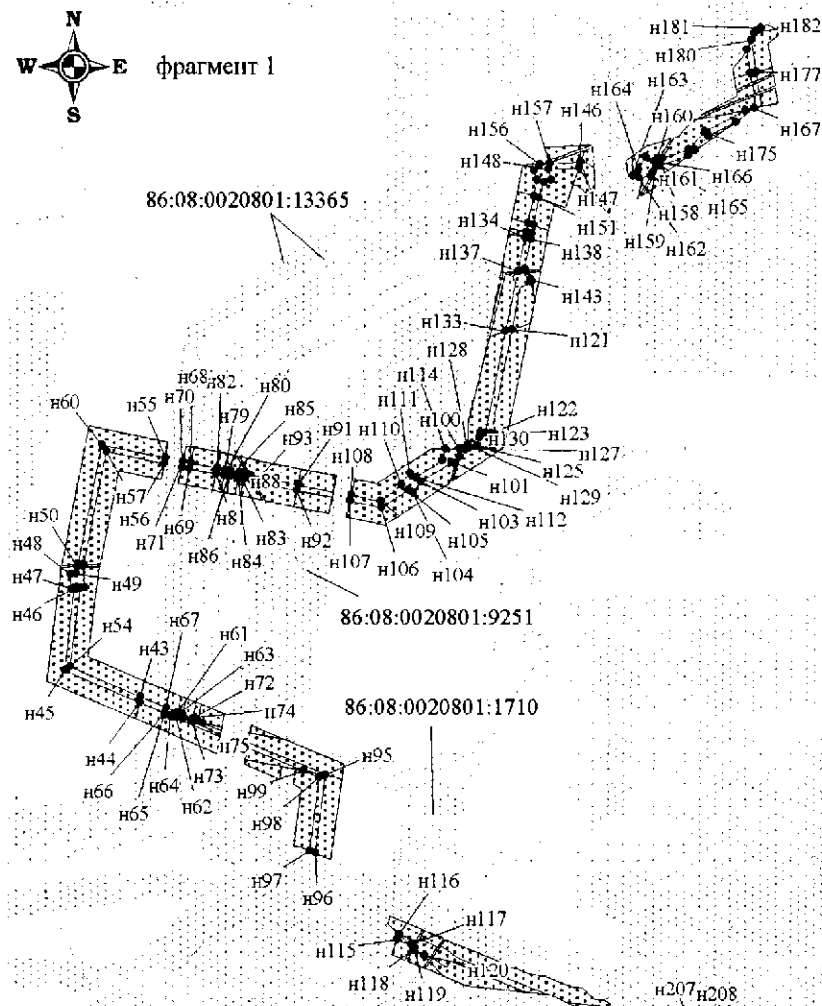 N
W E фрагмент 1
S
н181
н182
н180
н163
н177
н164
н157
н146
н160
н167
н156
н148
н175
н147
н166
86:08:0020801:13365
н161
н165
н151
н158
н134
н159
н162
н138
н137
н143
н133
н121
н128
н114
н68
н82
н80
н111
н100
н122
н60
н55
н70
н79
н85
н91
н110
н130
н123
н93
н108
н127
н88
н125
н57
н101
н129
н56
н69
н81
н109
н103
н112
н50
н71
н83
н92
н105
н86
н84
н107
н106
н104
н48
н49
н47
86:08:0020801:9251
н46
н67
н61
н54
н43
н63
н72
86:08:0020801:1710
н74
н45
н75
н95
н44
н73
н99
н64
н66
н62
н98
н65
н97
н96
н116
н117
н115
н120
н118
н119
н207
н208